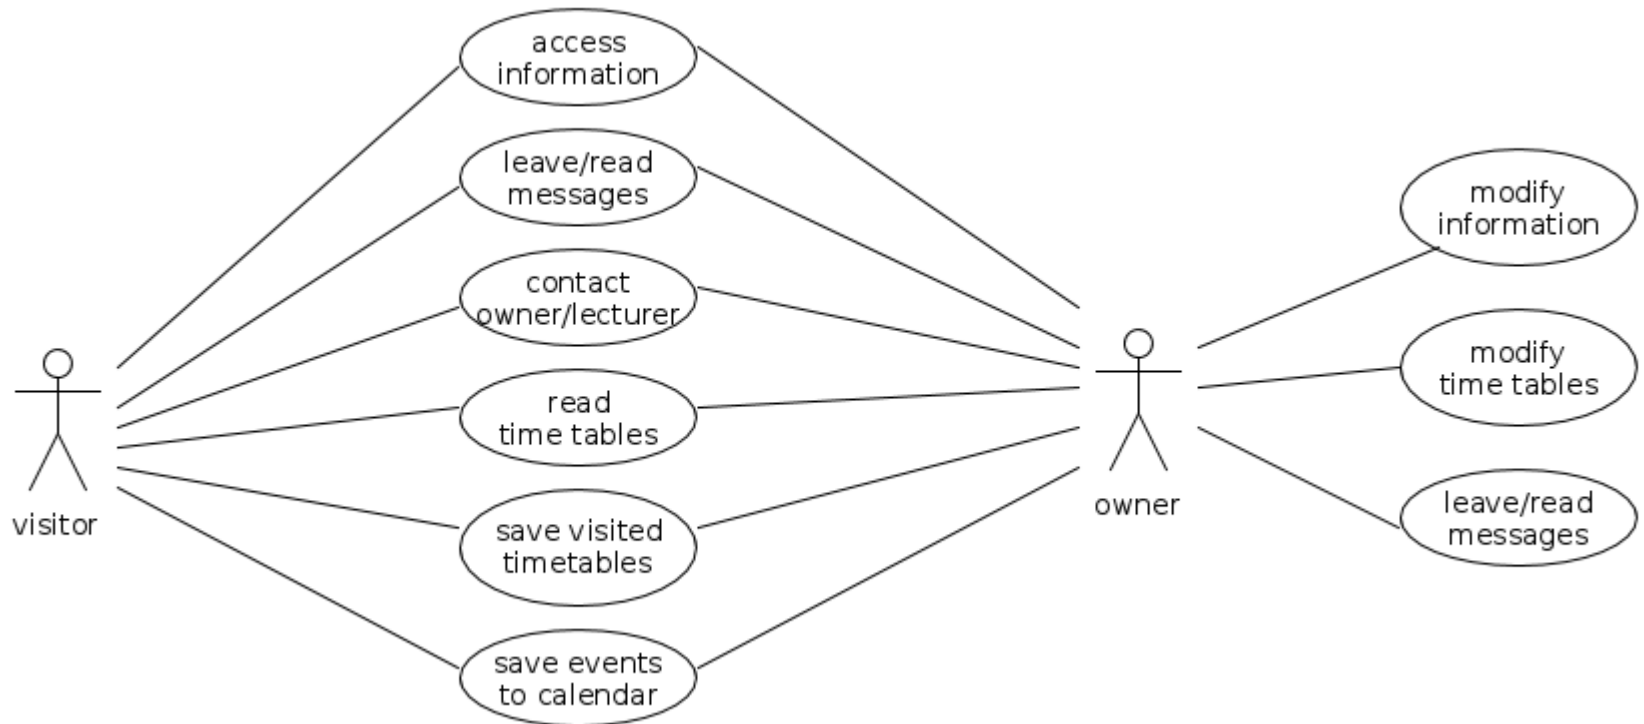 access
information
leave/read
messages
contact
owner/lecturer
read
time tables
save visited
timetables
save events
to calendar
visitor
owner
modify
information
modify
time tables
leave/read
messages